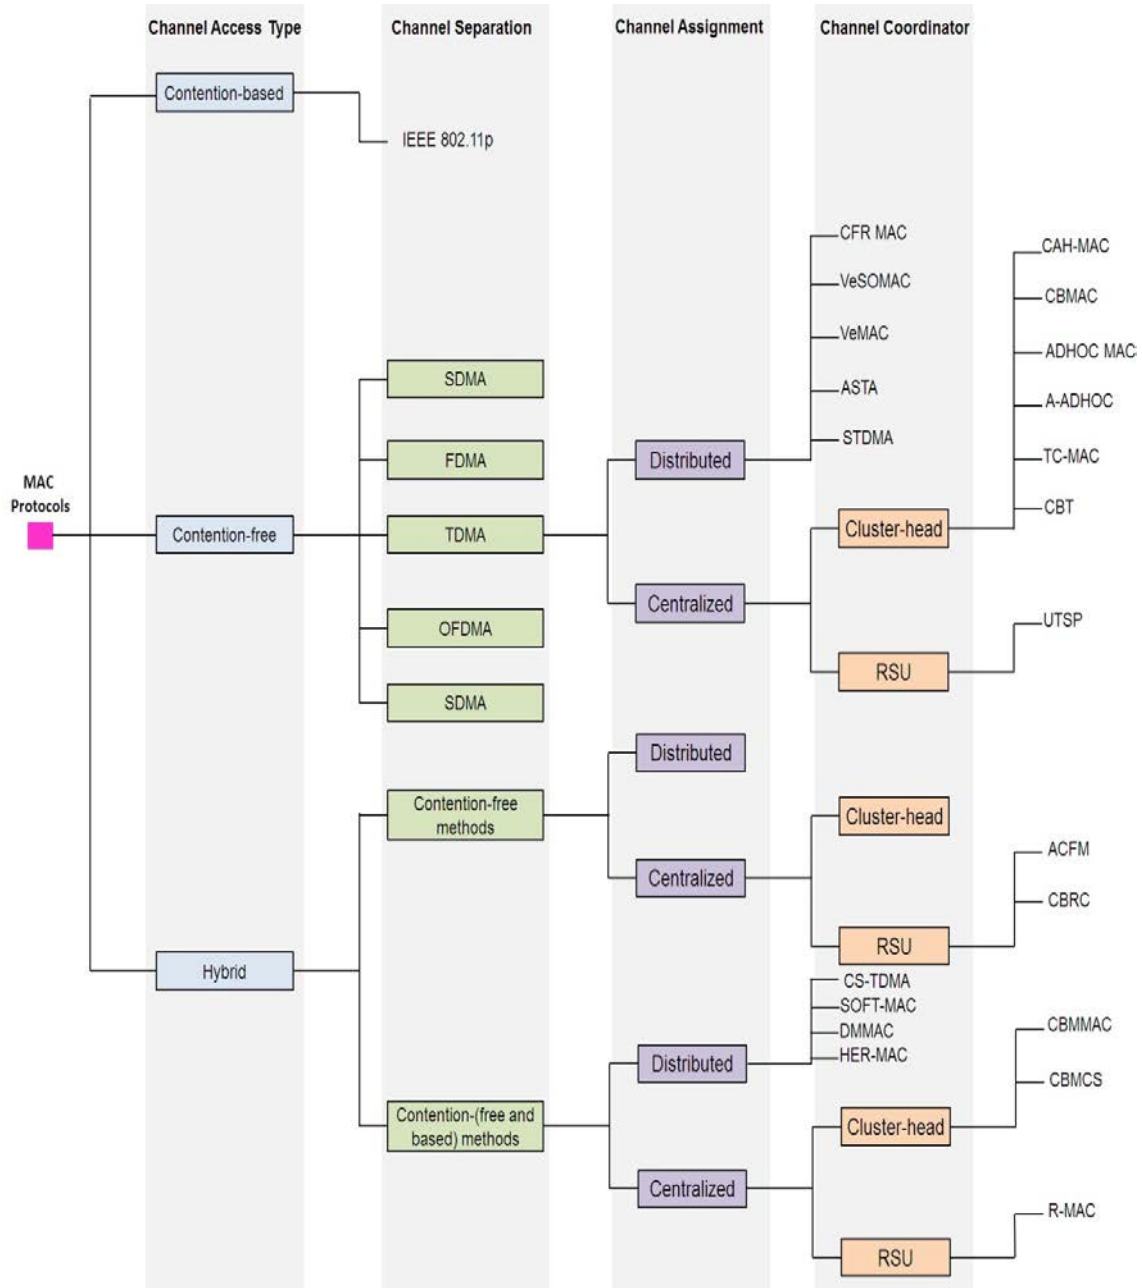 Channel Access Type
Channel Separation
Channel Assignment
Channel Coordinator
Contention-based
IEEE 802.11p
CFR MAC
VeSOMAC
VeMAC
ASTA
STDMA
CAH-MAC
CBMAC
ADHOC MAC
A-ADHOC
TC-MAC
CBT
SDMA
FDMA
Distributed
MAC
Protocols
Contention-free
TDMA
Cluster-head
Centralized
OFDMA
UTSP
RSU
SDMA
Distributed
Contention-free
methods
Cluster-head
Centralized
ACFM
CBRC
RSU
Hybrid
CS-TDMA
SOFT-MAC
DMMAC
HER-MAC
Distributed
CBMMAC
CBMCS
Contention-(free and
based) methods
Cluster-head
Centralized
R-MAC
RSU